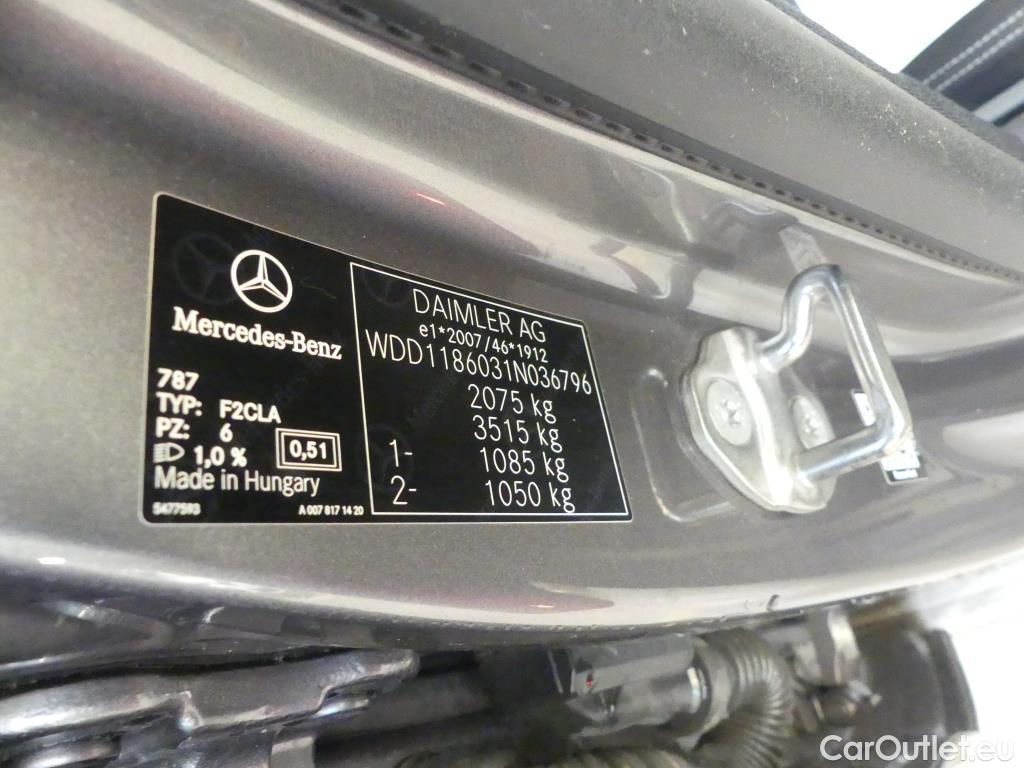 Mercedes-Benz
787
TYP: F2CLA
PZ: 6
1,0 %
0,51
Made in Hungary
5477593
A 007 817 14 20
DAIMLER AG
e1*2007/46*1912
WDD1186031N036796
2075 kg
3515 kg
1- 1085 kg
2- 1050 kg
CarOutlet.eu